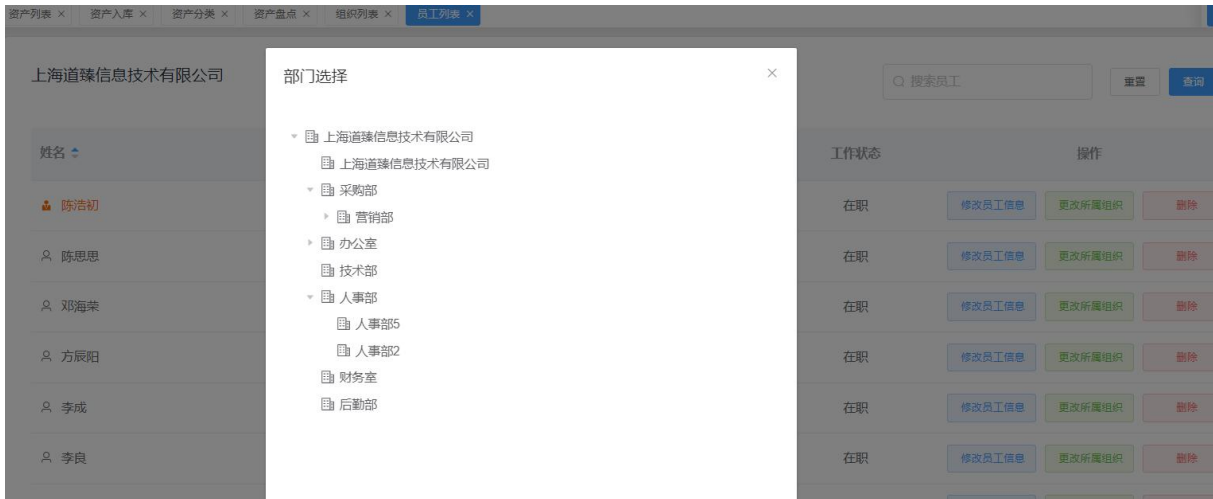 资产列表 × 资产入库 × 资产分类 × 资产盘点 × 组织列表 × 员工列表 ×
上海道臻信息技术有限公司 部门选择 × 搜索员工 重置 查询
上海道臻信息技术有限公司
姓名 工作状态 操作
上海道臻信息技术有限公司
采购部
陈浩初 在职 修改员工信息 更改所属组织 删除
营销部
办公室
陈思思 在职 修改员工信息 更改所属组织 删除
技术部
人事部
邓海荣 在职 修改员工信息 更改所属组织 删除
人事部5
人事部2
方辰阳 在职 修改员工信息 更改所属组织 删除
财务室
后勤部
李成 在职 修改员工信息 更改所属组织 删除
李良 在职 修改员工信息 更改所属组织 删除